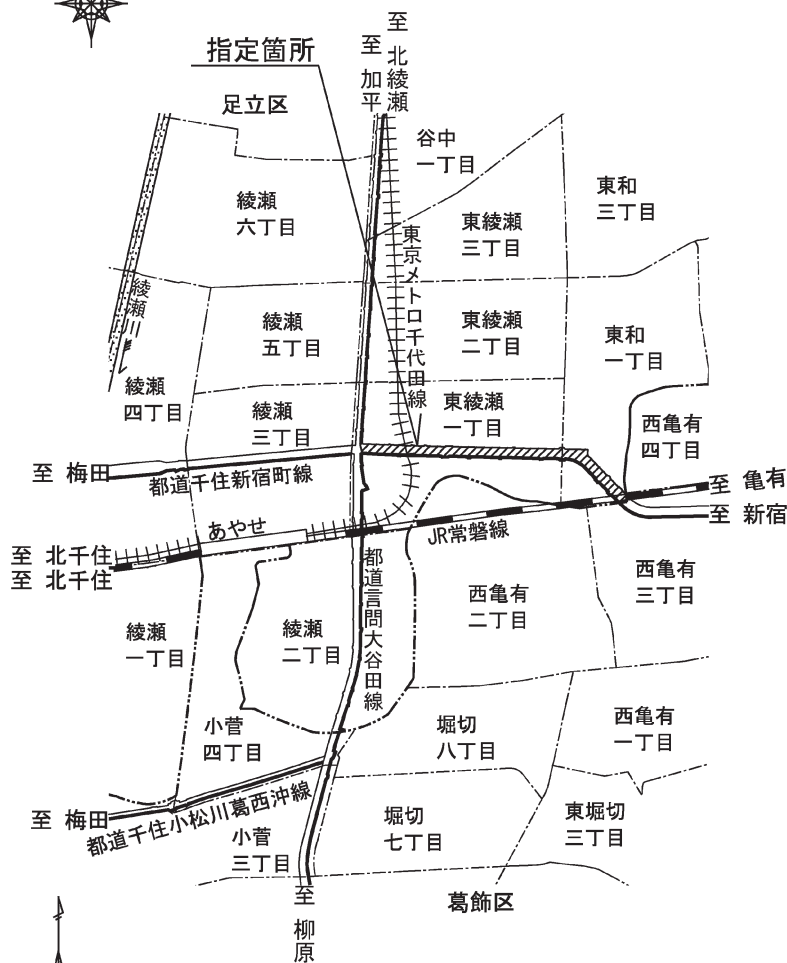 至 北綾瀬
至 加平
指定箇所
足立区
谷中
一丁目
綾瀬
六丁目
東綾瀬
三丁目
東和
三丁目
東京メトロ千代田線
綾瀬川
綾瀬
五丁目
東綾瀬
二丁目
東和
一丁目
綾瀬
四丁目
綾瀬
三丁目
東綾瀬
一丁目
西亀有
四丁目
至 梅田
都道千住新宿町線
至 亀有
至 新宿
あやせ
JR常磐線
至 北千住
至 北千住
都道言問大谷田線
西亀有
三丁目
西亀有
二丁目
綾瀬
一丁目
綾瀬
二丁目
小菅
四丁目
堀切
八丁目
西亀有
一丁目
至 梅田
都道千住小松川葛西沖線
小菅
三丁目
堀切
七丁目
東堀切
三丁目
至 柳原
葛飾区